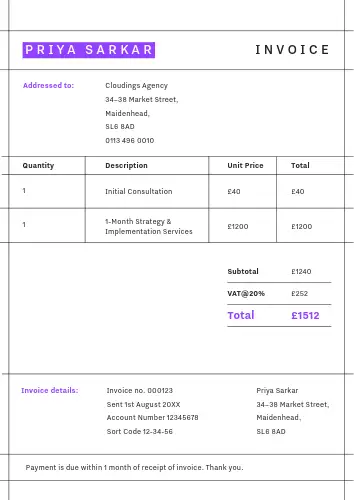 PRIYA SARKAR
INVOICE
Addressed to:
Cloudings Agency
34–38 Market Street,
Maidenhead,
SL6 8AD
0113 496 0010
Quantity Description Unit Price Total
1 Initial Consultation £40 £40
1 1-Month Strategy &
Implementation Services £1200 £1200
Subtotal £1240
VAT@20% £252
Total £1512
Invoice details:
Invoice no. 000123
Sent 1st August 20XX
Account Number 12345678
Sort Code 12-34-56
Priya Sarkar
34–38 Market Street,
Maidenhead,
SL6 8AD
Payment is due within 1 month of receipt of invoice. Thank you.